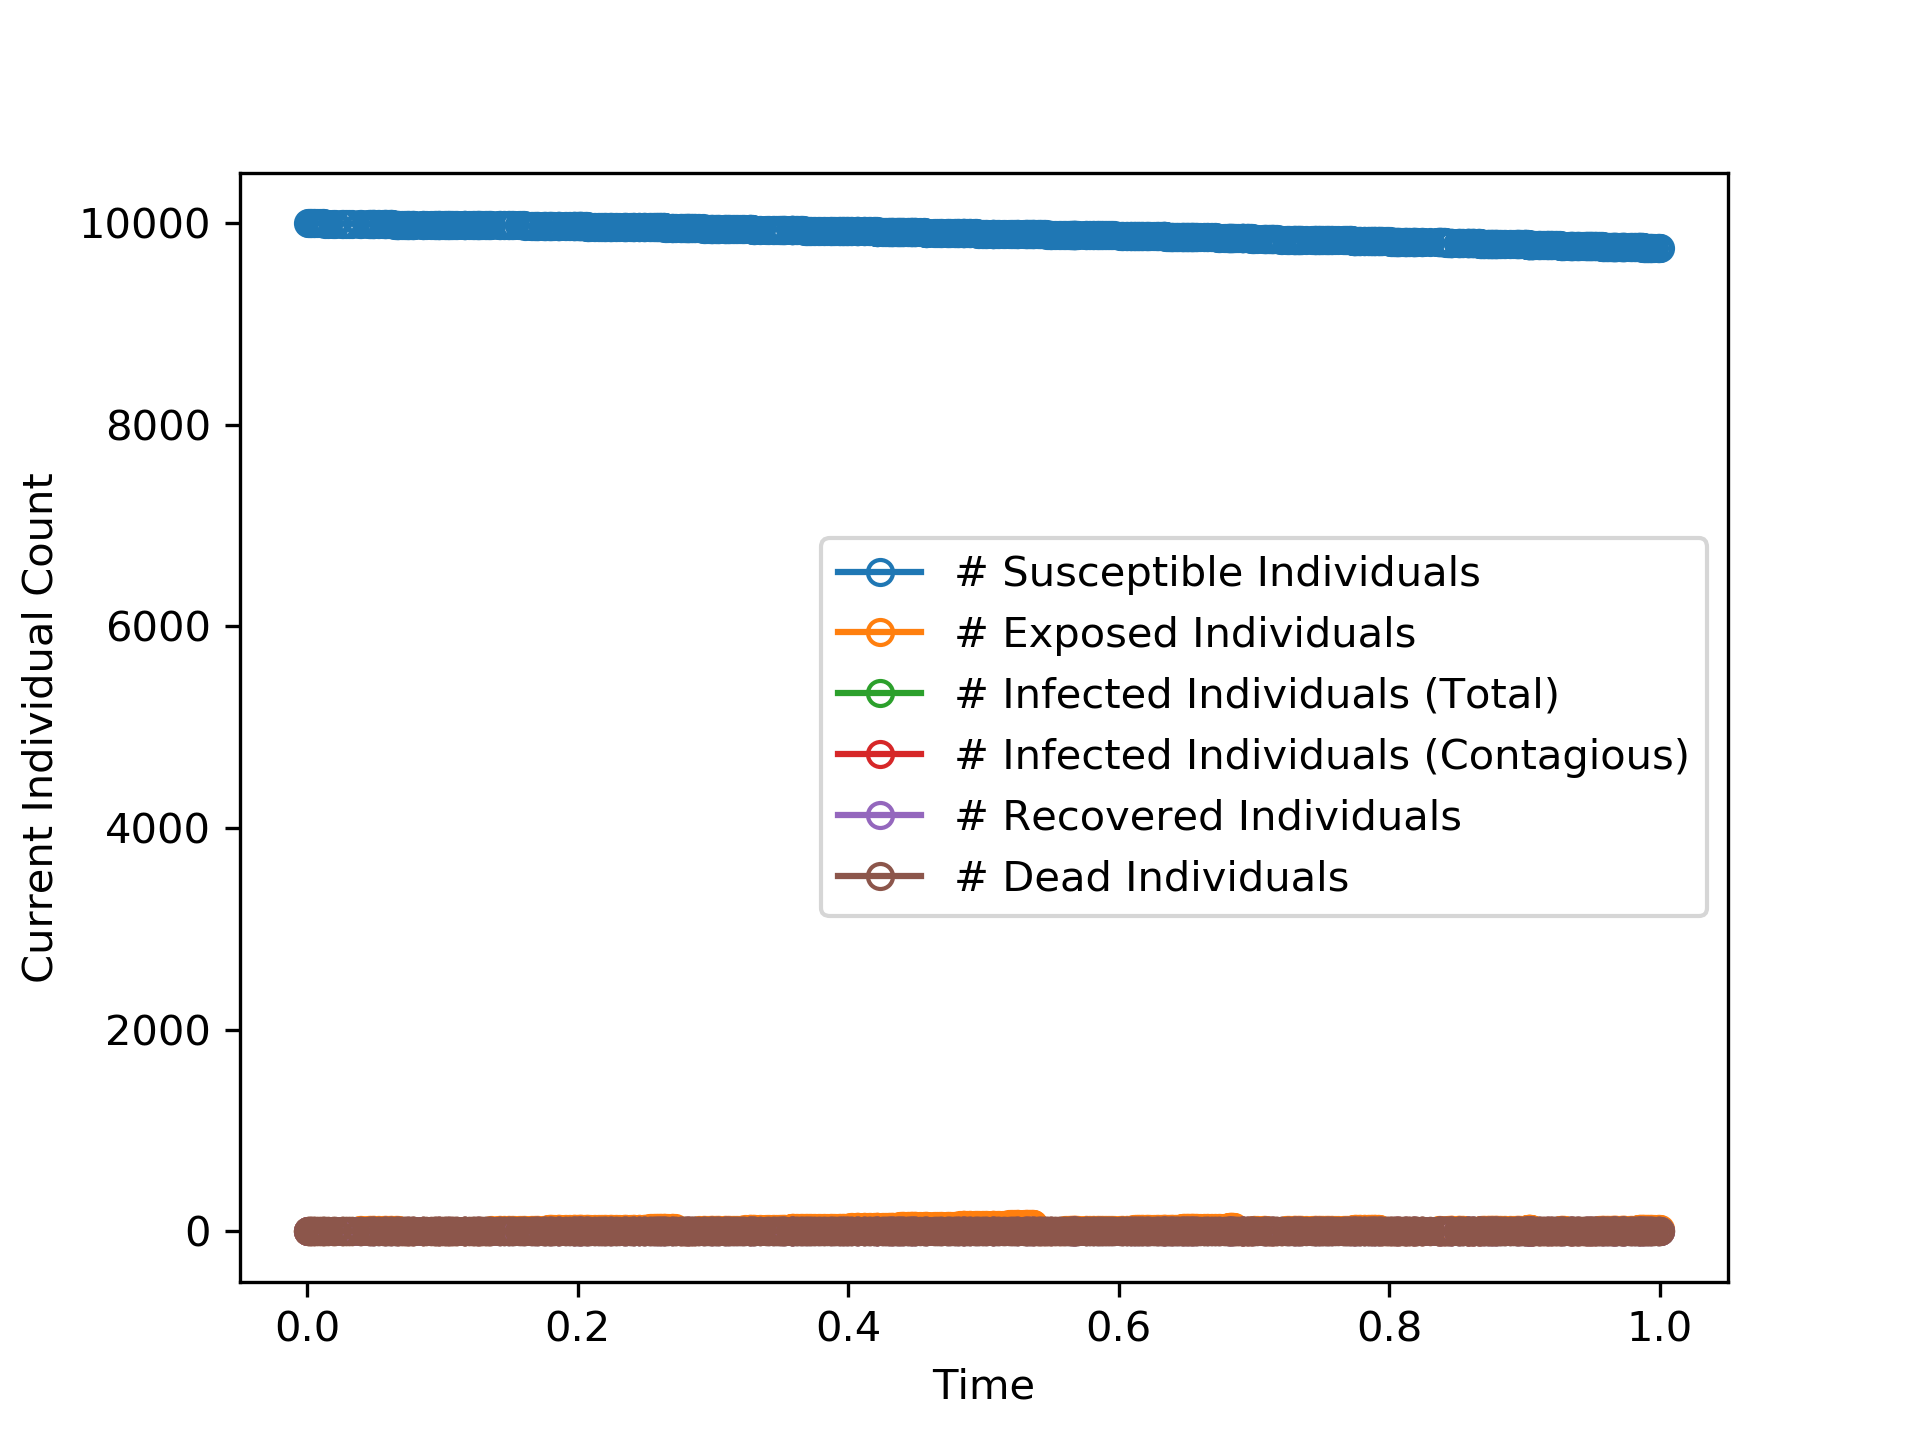 10000
8000
6000
4000
2000
0
Current Individual Count
# Susceptible Individuals
# Exposed Individuals
# Infected Individuals (Total)
# Infected Individuals (Contagious)
# Recovered Individuals
# Dead Individuals
0.0 0.2 0.4 0.6 0.8 1.0
Time